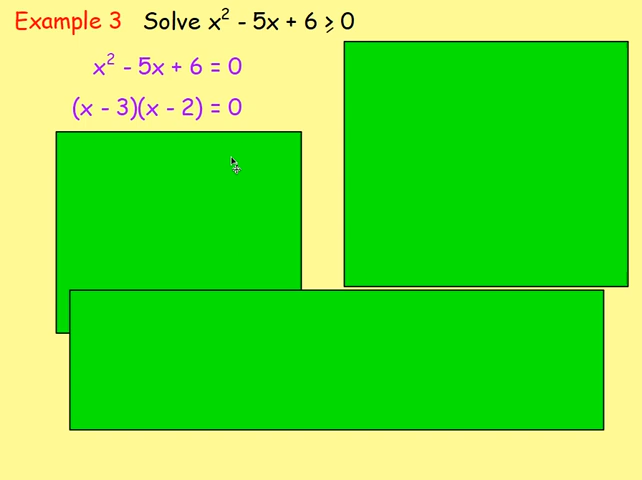 Example 3 Solve x² - 5x + 6 ≥ 0
x² - 5x + 6 = 0
(x - 3)(x - 2) = 0